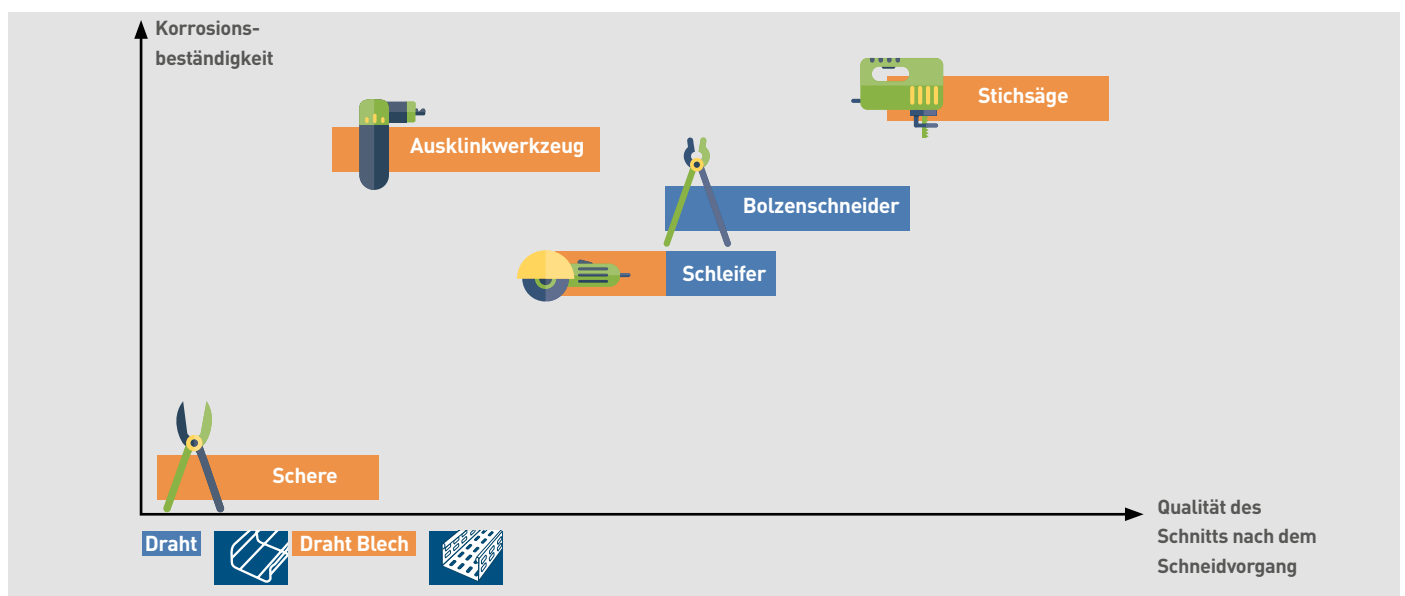 Korrosions-
beständigkeit
Stichsäge
Ausklinkwerkzeug
Bolzenschneider
Schleifer
Schere
Qualität des
Schnitts nach dem
Schneidvorgang
Draht
Draht Blech